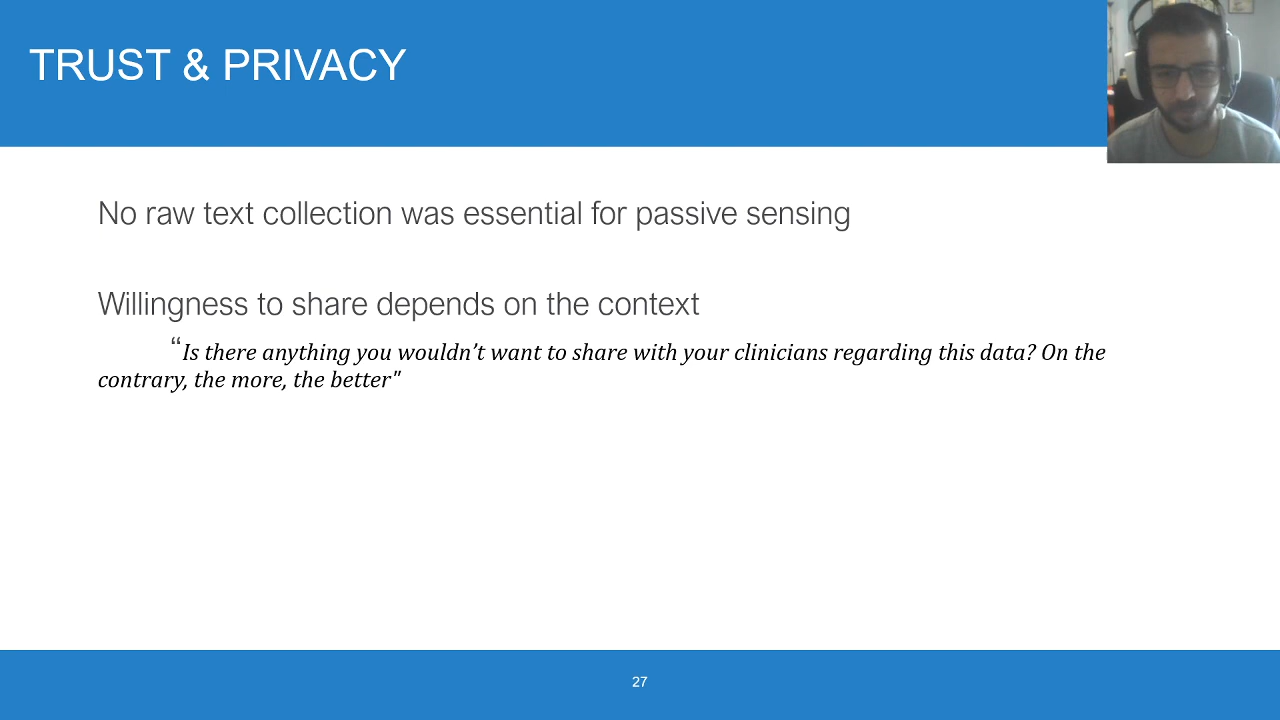 TRUST & PRIVACY
No raw text collection was essential for passive sensing
Willingness to share depends on the context
“Is there anything you wouldn’t want to share with your clinicians regarding this data? On the
contrary, the more, the better"
27